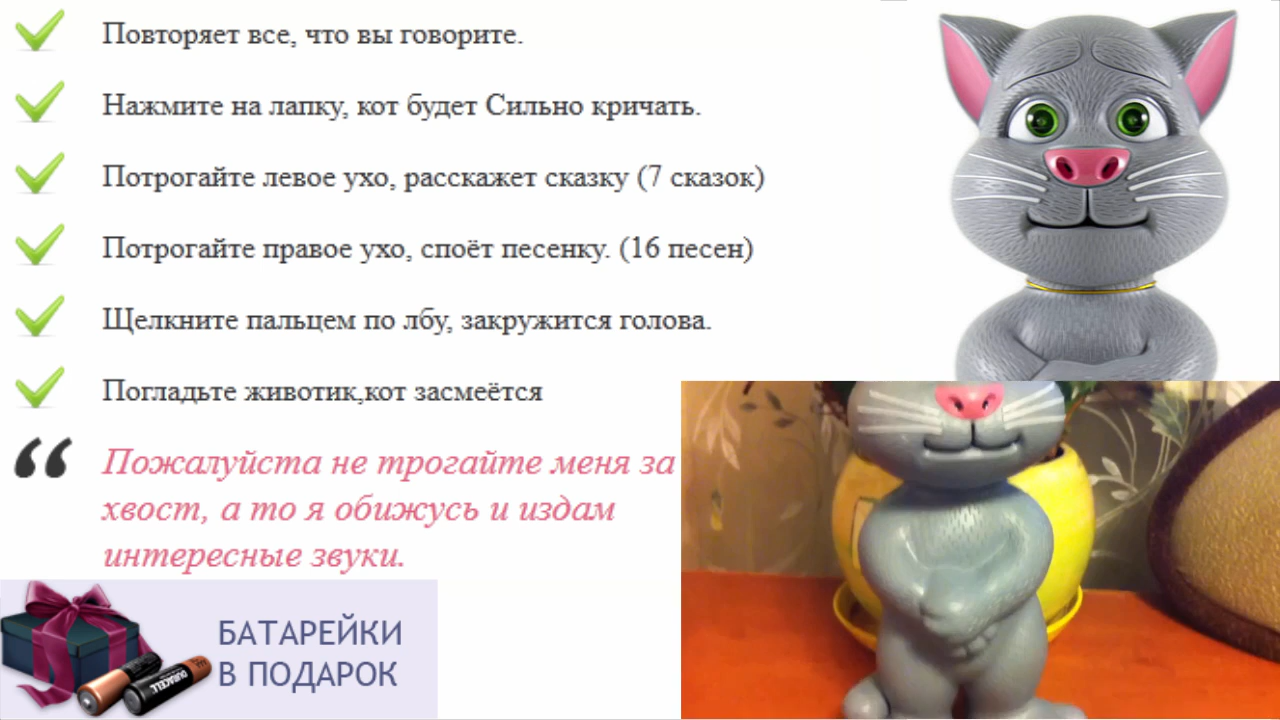 Повторяет все, что вы говорите.
Нажмите на лапку, кот будет Сильно кричать.
Потрогайте левое ухо, расскажет сказку (7 сказок)
Потрогайте правое ухо, споёт песенку. (16 песен)
Щелкните пальцем по лбу, закружится голова.
Погладьте животик,кот засмеётся
“ Пожалуйста не трогайте меня за
хвост, а то я обижусь и издам
интересные звуки.
БАТАРЕЙКИ
В ПОДАРОК
DURACELL